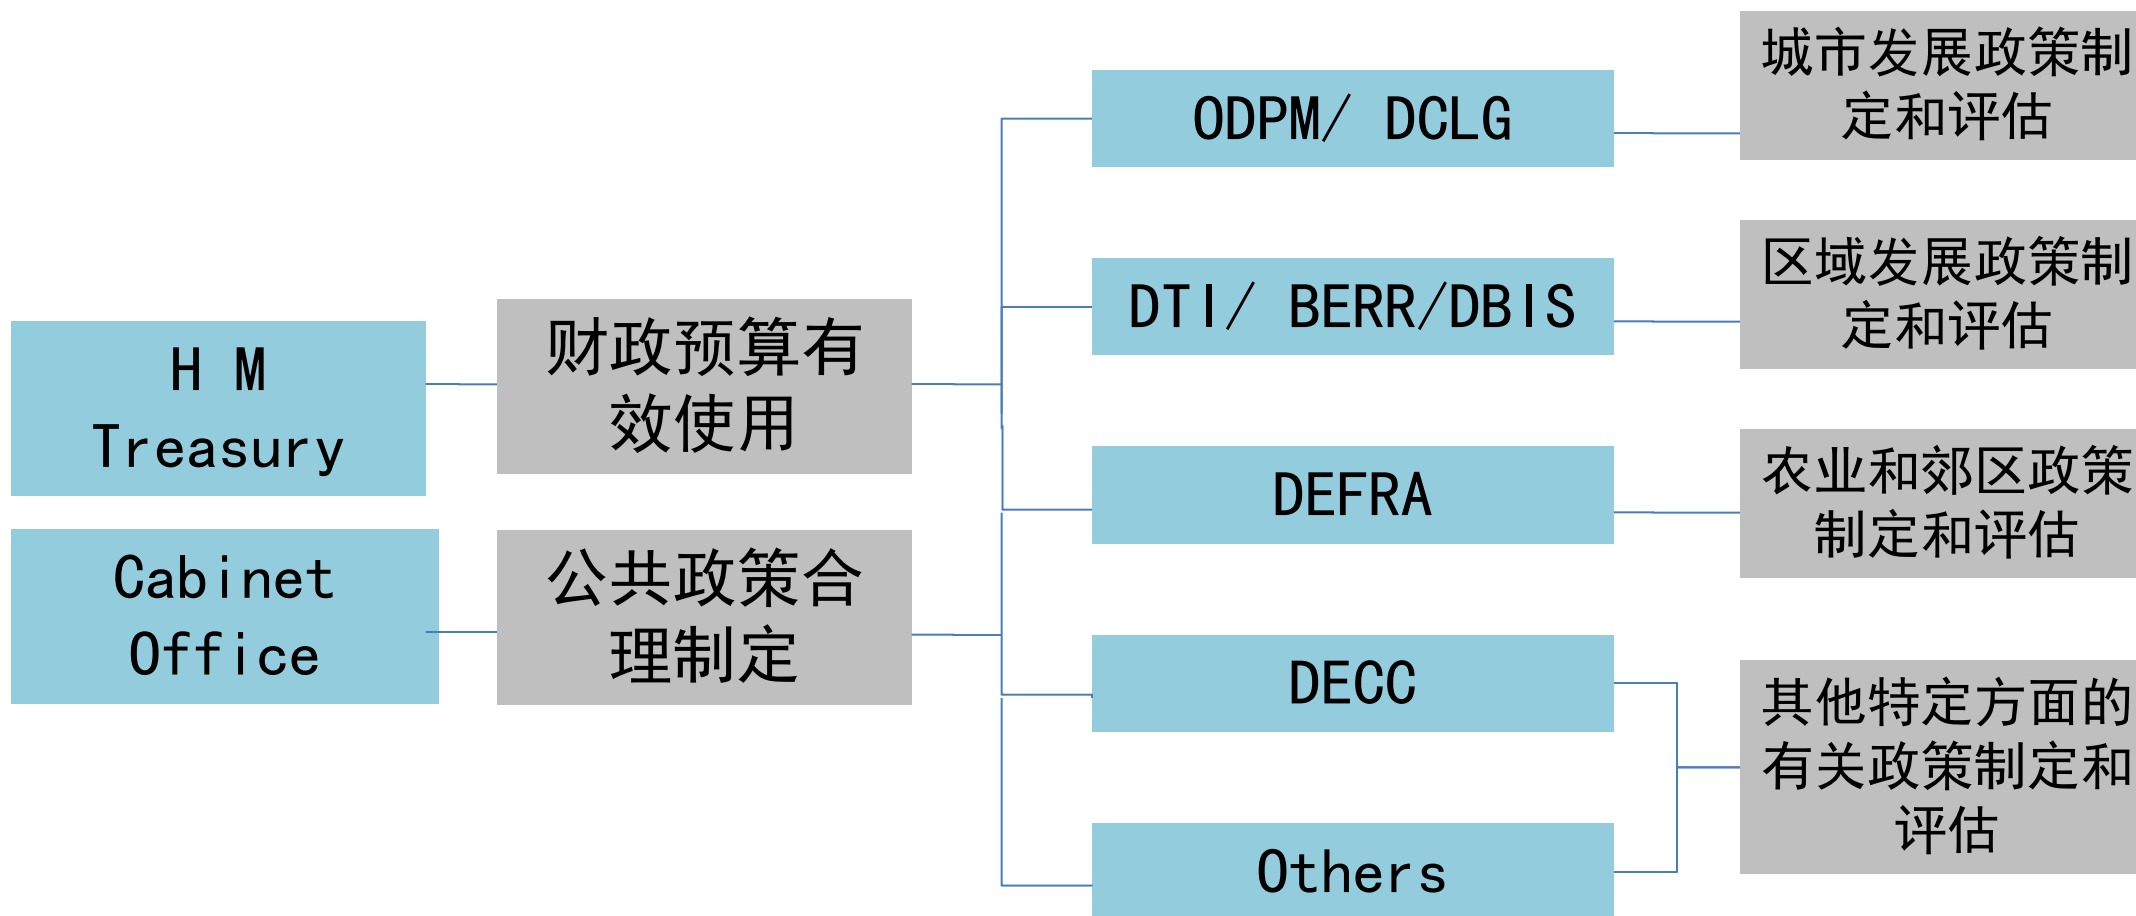 H M
Treasury
Cabinet
Office
财政预算有
效使用
公共政策合
理制定
ODPM/ DCLG
DTI/ BERR/DBIS
DEFRA
DECC
Others
城市发展政策制
定和评估
区域发展政策制
定和评估
农业和郊区政策
制定和评估
其他特定方面的
有关政策制定和
评估